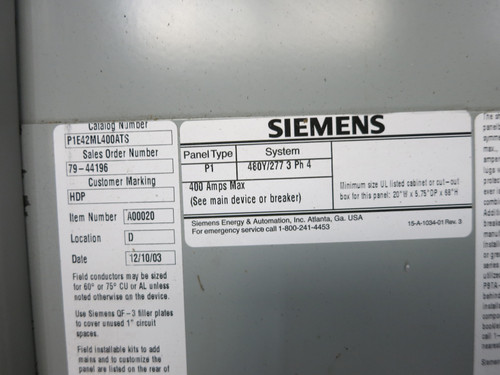 Catalog Number
P1E42ML400ATS
Sales Order Number
79-44196
Customer Marking
HDP
Item Number A00020
Location D
Date 12/10/03
Field conductors may be sized
for 60° or 75° CU or AL unless
noted otherwise on the device.
Use Siemens QF-3 filler plates
to cover unused 1" circuit
spaces.
Field installable kits to add
mains and to customize the
panel are listed on the rear of
SIEMENS
Panel Type System
P1 480Y/277 3 Ph 4
400 Amps Max
(See main device or breaker)
Minimum size UL listed cabinet or cut-out
box for this panel: 20"W x 5.75"DP x 68"H
Siemens Energy & Automation, Inc. Atlanta, Ga. USA
For emergency service call 1-800-241-4453
15-A-1034-01 Rev. 3